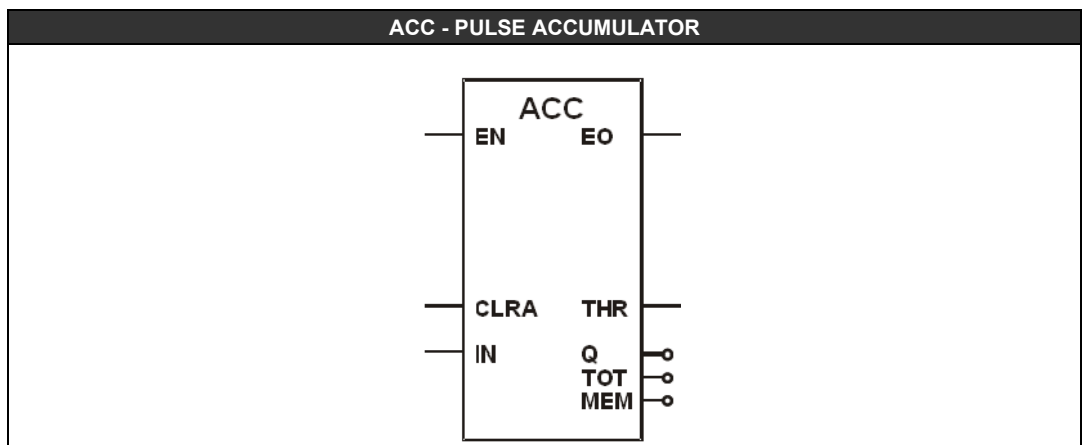 ACC - PULSE ACCUMULATOR
ACC
EN EO
CLRA THR
IN Q
TOT
MEM